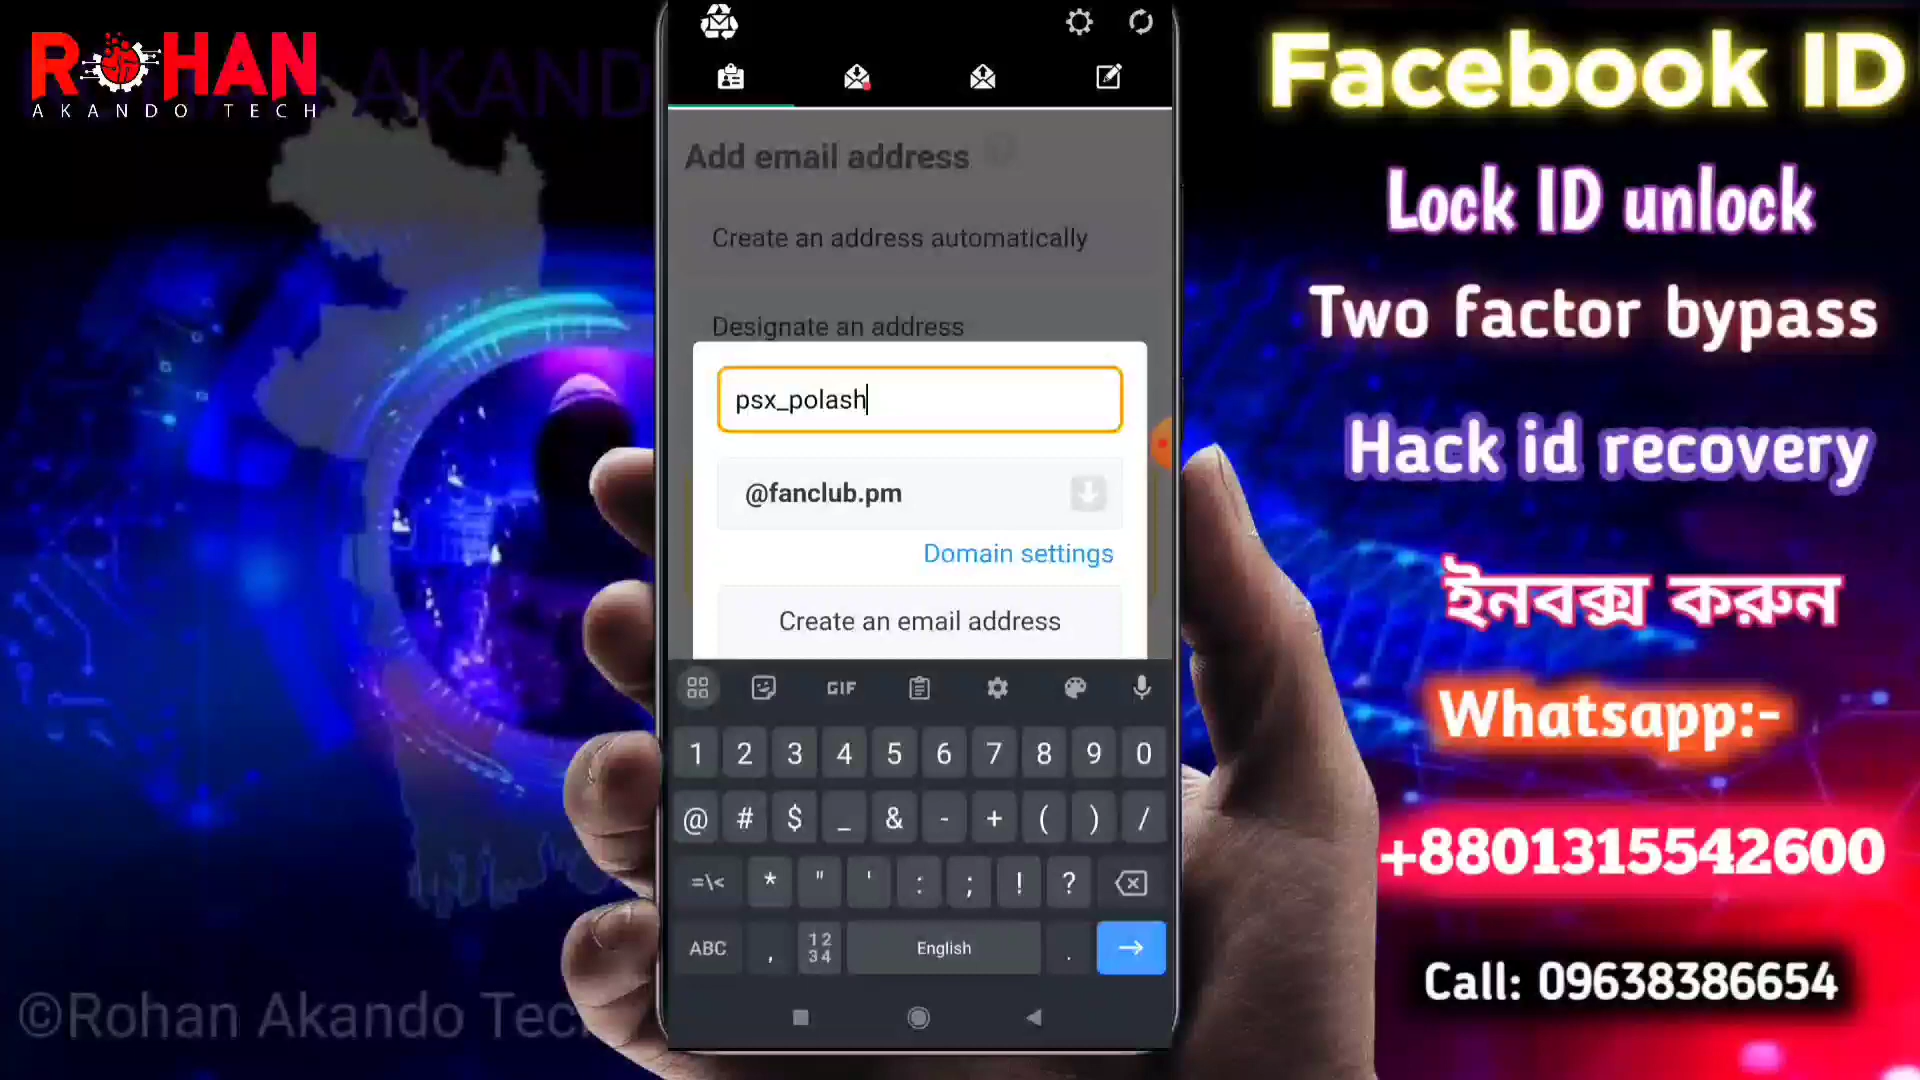 ROHAN
AKANDO TECH
AKAND
Facebook ID
Lock ID unlock
Two factor bypass
Hack id recovery
ইনবক্স করুন
Whatsapp:-
+8801315542600
Call: 09638386654
Add email address
Create an address automatically
Designate an address
psx_polash
@fanclub.pm
Domain settings
Create an email address
GIF
1 2 3 4 5 6 7 8 9 0
@ # $ _ & - + ( ) /
=\< * " ' : ; ! ?
ABC , 12 34 English .
©Rohan Akando Tec